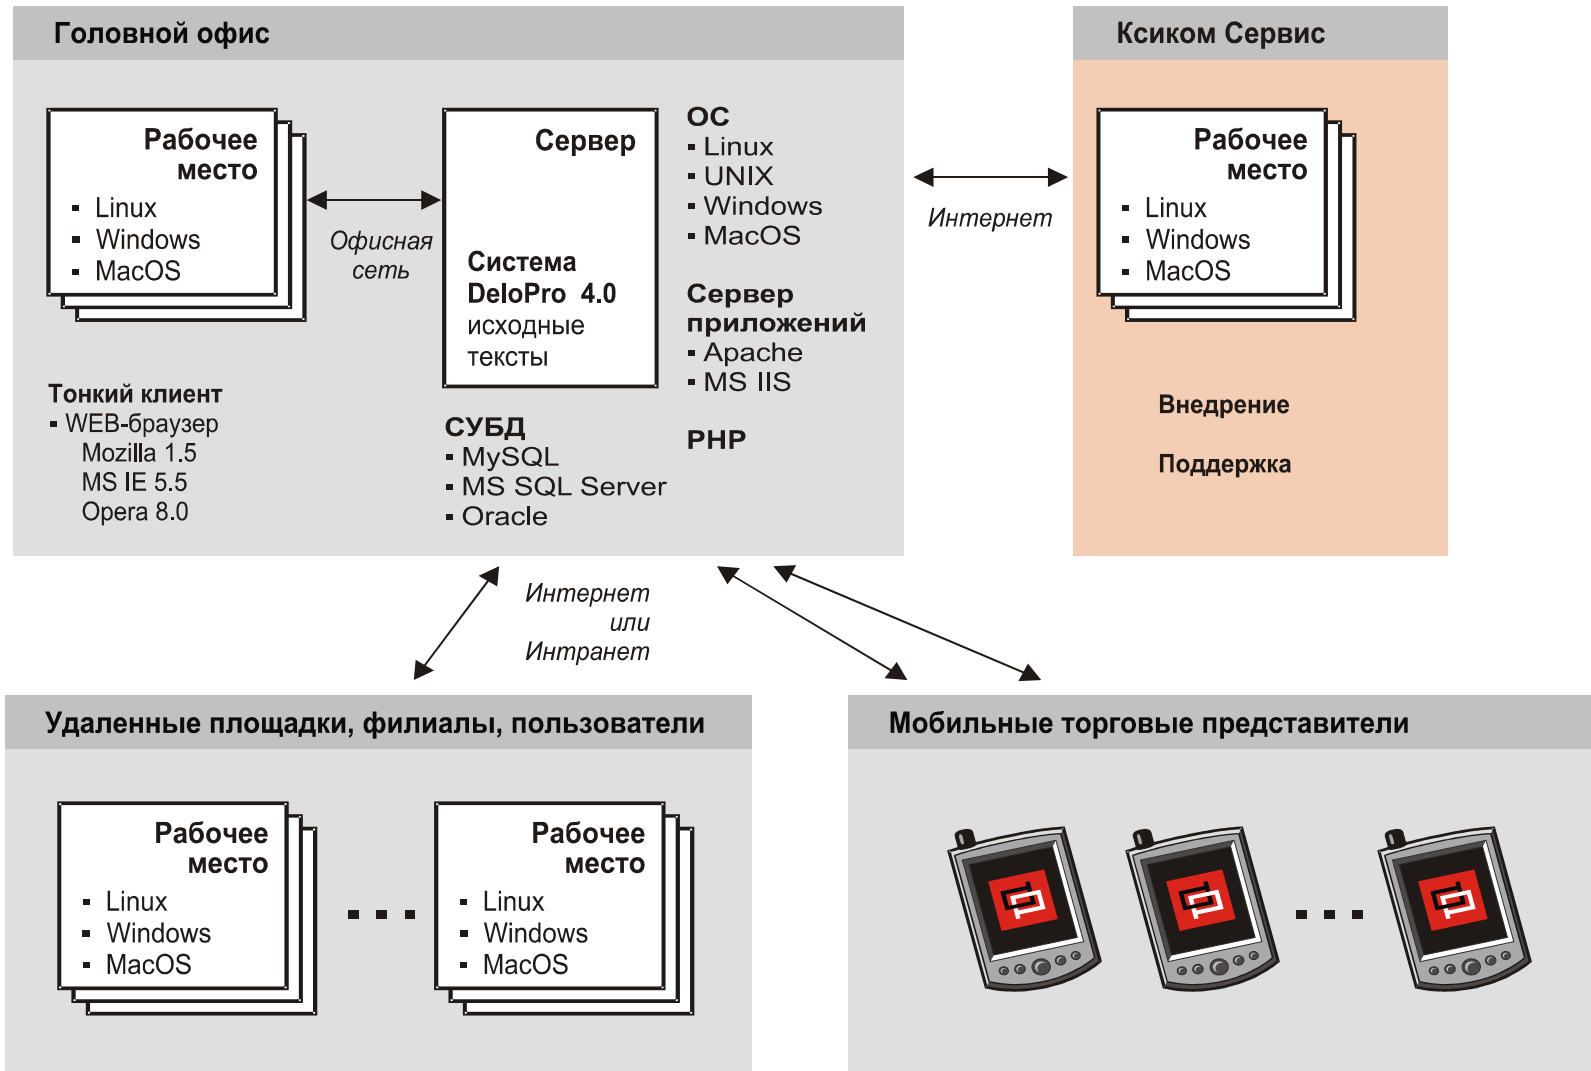 Головной офис
Рабочее
место
▪ Linux
▪ Windows
▪ MacOS
Офисная
сеть
Тонкий клиент
▪ WEB-браузер
Mozilla 1.5
MS IE 5.5
Opera 8.0
Сервер
Система
DeloPro 4.0
исходные
тексты
СУБД
▪ MySQL
▪ MS SQL Server
▪ Oracle
ОС
▪ Linux
▪ UNIX
▪ Windows
▪ MacOS
Сервер
приложений
▪ Apache
▪ MS IIS
PHP
Интернет
Ксиком Сервис
Рабочее
место
▪ Linux
▪ Windows
▪ MacOS
Внедрение
Поддержка
Интернет
или
Интранет
Удаленные площадки, филиалы, пользователи
Рабочее
место
▪ Linux
▪ Windows
▪ MacOS
Рабочее
место
▪ Linux
▪ Windows
▪ MacOS
Мобильные торговые представители